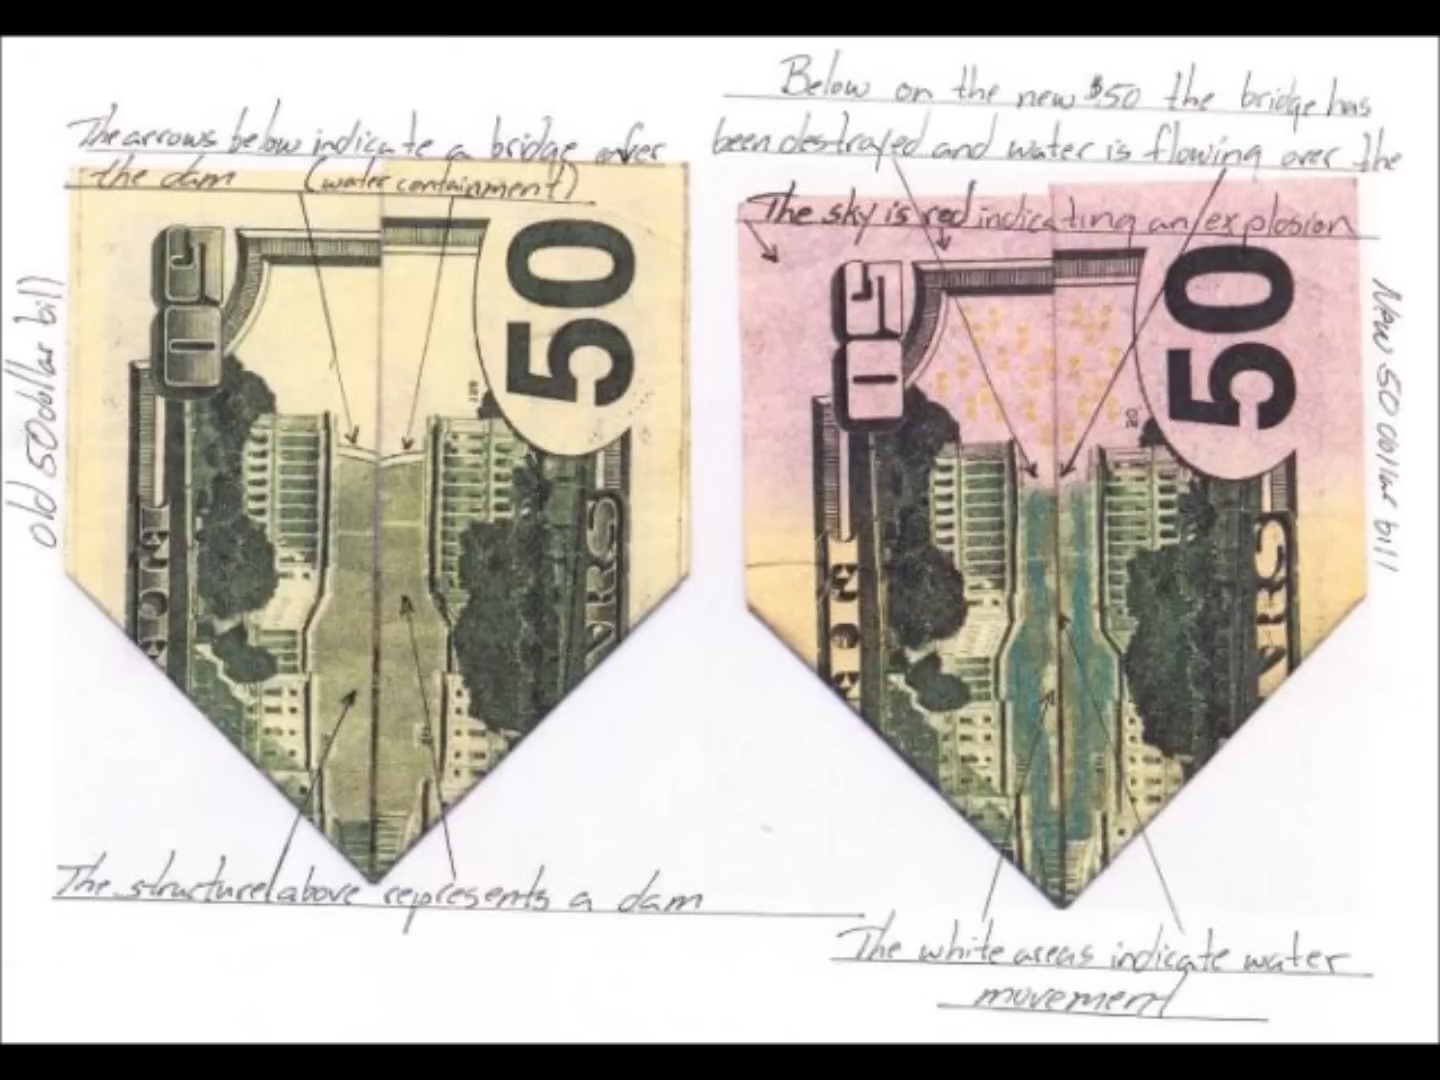 The arrows below indicate a bridge over
the dam (water containment)
Below on the new $50 the bridge has
been destroyed and water is flowing over the
The sky is red indicating an explosion
old 50 dollar bill
New 50 dollar bill
50
50
50
50
128
20
The structure above represents a dam
The white areas indicate water
movement